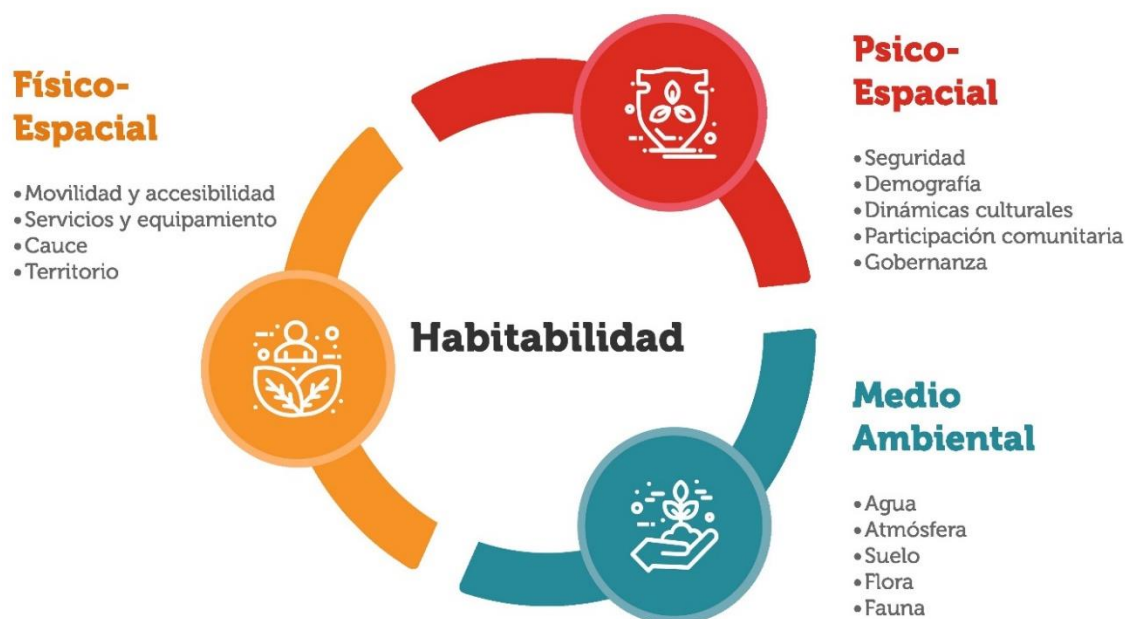 Físico-
Espacial
• Movilidad y accesibilidad
• Servicios y equipamiento
• Cauce
• Territorio
Psico-
Espacial
• Seguridad
• Demografía
• Dinámicas culturales
• Participación comunitaria
• Gobernanza
Habitabilidad
Medio
Ambiental
• Agua
• Atmósfera
• Suelo
• Flora
• Fauna